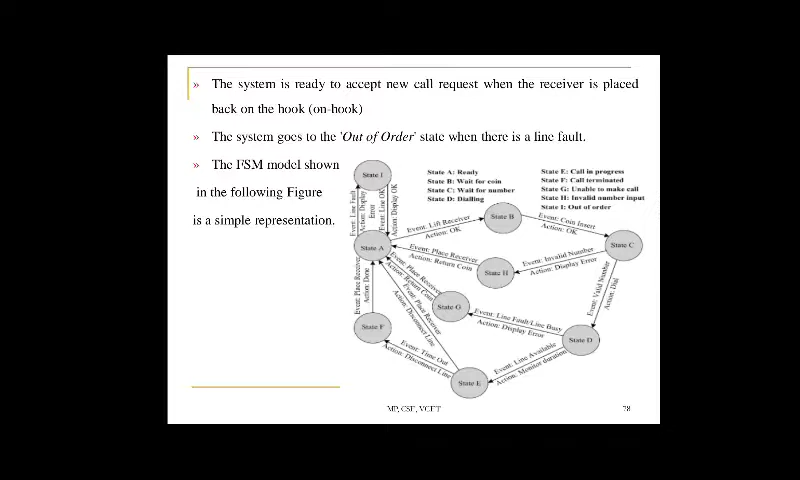 » The system is ready to accept new call request when the receiver is placed
back on the hook (on-hook)
» The system goes to the 'Out of Order' state when there is a line fault.
» The FSM model shown
in the following Figure
is a simple representation.
State A: Ready
State B: Wait for coin
State C: Wait for number
State D: Dialling
State E: Call in progress
State F: Call terminated
State G: Unable to make call
State H: Invalid number input
State I: Out of order
State I
Event: Line Fault
Action: Display
Error
Event: Line OK
Action: Display OK
Event: Lift Receiver
Action: OK
State B
Event: Coin Insert
Action: OK
State A
State C
Event: Place Receiver
Action: Return Coin
State H
Event: Invalid Number
Action: Display Error
Event: Place Receiver
Action: Return Coin
Event: Place Receiver
Action: Disconnect Line
State G
Event: Valid Number
Action: Dial
Event: Place Receiver
Action: Done
Event: Line Fault/Line Busy
Action: Display Error
State F
State D
Event: Time Out
Action: Disconnect Line
Event: Line Available
Action: Monitor duration
State E
MP, CSE, VCET
78